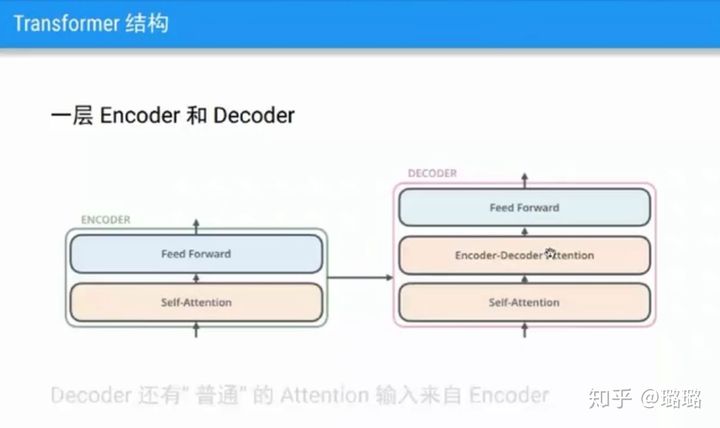 Transformer 结构
一层 Encoder 和 Decoder
DECODER
Feed Forward
ENCODER
Encoder-Decoder Attention
Feed Forward
Self-Attention
Self-Attention
Decoder 还有“ 普通” 的 Attention 输入来自 Encoder
知乎 @璐璐